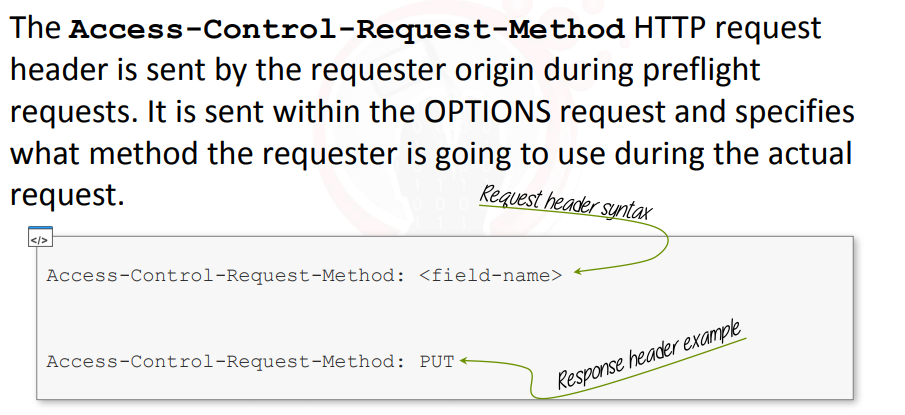 The Access-Control-Request-Method HTTP request
header is sent by the requester origin during preflight
requests. It is sent within the OPTIONS request and specifies
what method the requester is going to use during the actual
request.
Request header syntax
</>
Access-Control-Request-Method: <field-name>
Access-Control-Request-Method: PUT
Response header example